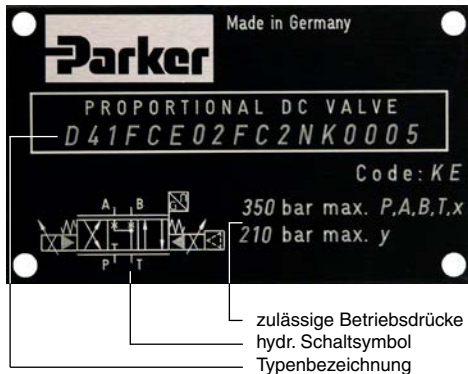 Made in Germany
Parker
PROPORTIONAL DC VALVE
D41FCE02FC2NK0005
Code: KE
350 bar max. P,A,B,T,x
210 bar max. y
A B
P T
zulässige Betriebsdrücke
hydr. Schaltsymbol
Typenbezeichnung